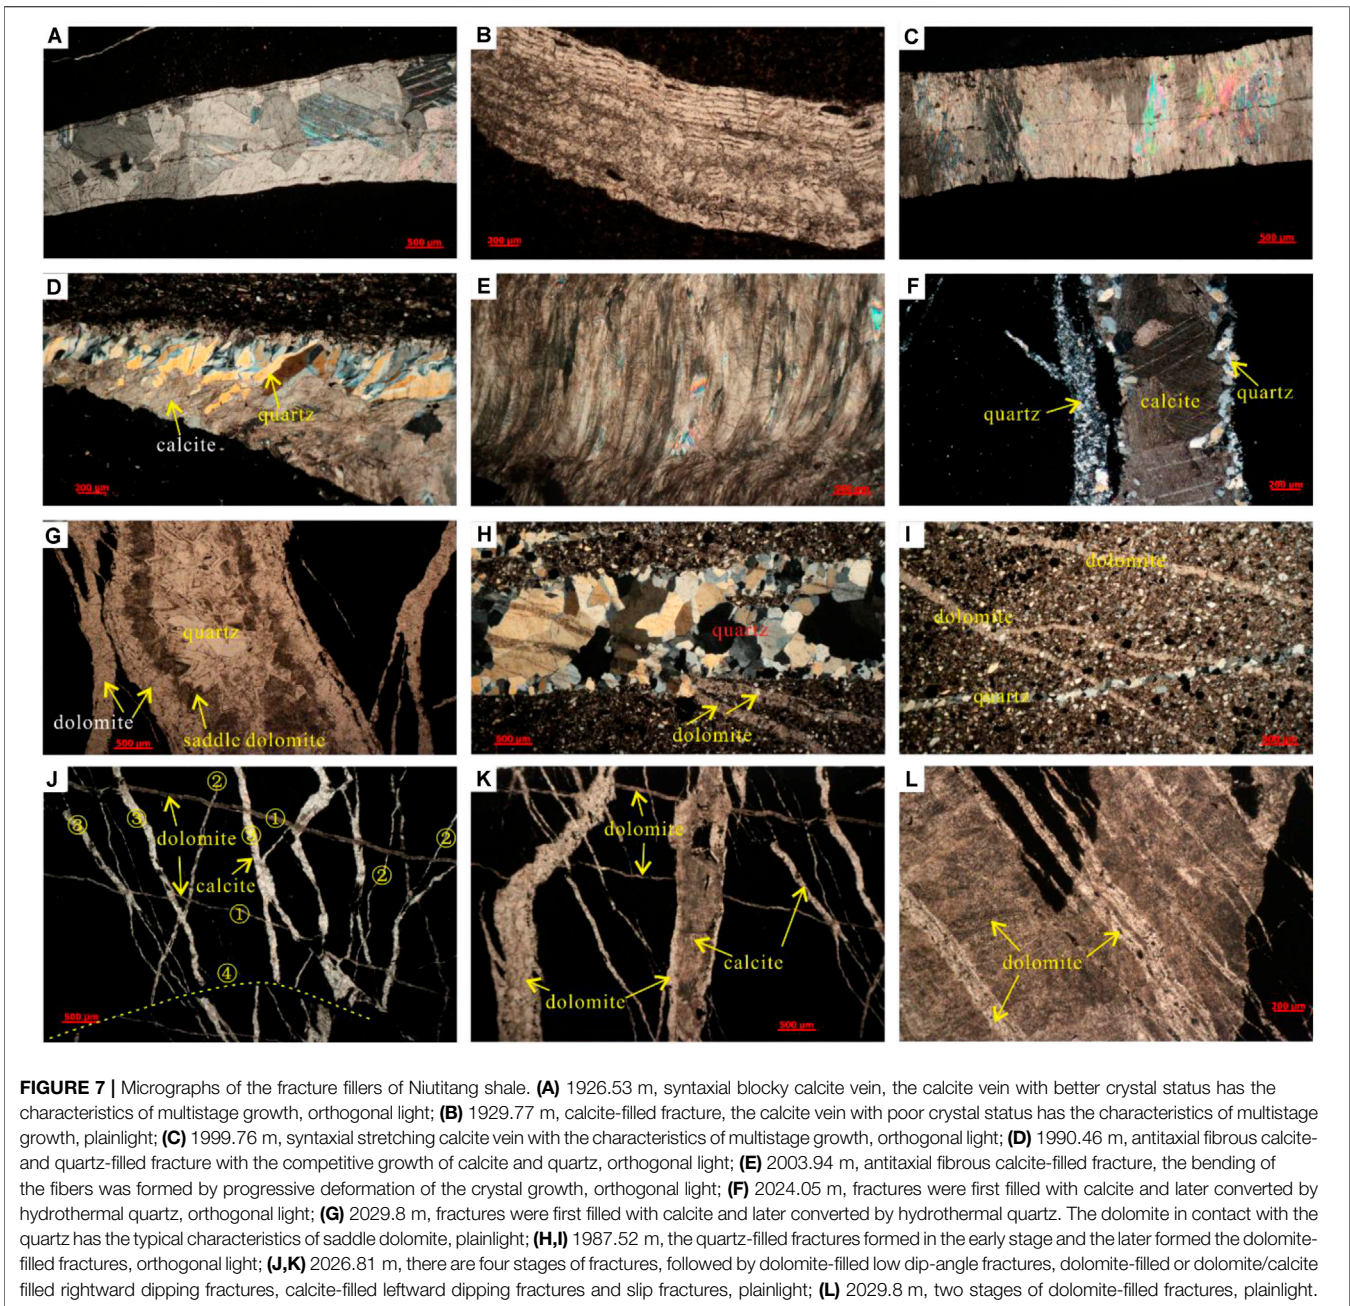 A
B
C
500 μm
200 μm
500 μm
D
E
F
quartz
calcite
quartz
calcite
quartz
200 μm
200 μm
G
H
I
quartz
dolomite
saddle dolomite
500 μm
quartz
dolomite
500 μm
dolomite
dolomite
quartz
J
K
L
②
③
③
dolomite
①
③
②
calcite
②
①
④
500 μm
dolomite
calcite
dolomite
500 μm
dolomite
200 μm
FIGURE 7 | Micrographs of the fracture fillers of Niutitang shale. (A) 1926.53 m, syntaxial blocky calcite vein, the calcite vein with better crystal status has the
characteristics of multistage growth, orthogonal light; (B) 1929.77 m, calcite-filled fracture, the calcite vein with poor crystal status has the characteristics of multistage
growth, plainlight; (C) 1999.76 m, syntaxial stretching calcite vein with the characteristics of multistage growth, orthogonal light; (D) 1990.46 m, antitaxial fibrous calcite-
and quartz-filled fracture with the competitive growth of calcite and quartz, orthogonal light; (E) 2003.94 m, antitaxial fibrous calcite-filled fracture, the bending of
the fibers was formed by progressive deformation of the crystal growth, orthogonal light; (F) 2024.05 m, fractures were first filled with calcite and later converted by
hydrothermal quartz, orthogonal light; (G) 2029.8 m, fractures were first filled with calcite and later converted by hydrothermal quartz. The dolomite in contact with the
quartz has the typical characteristics of saddle dolomite, plainlight; (H,I) 1987.52 m, the quartz-filled fractures formed in the early stage and the later formed the dolomite-
filled fractures, orthogonal light; (J,K) 2026.81 m, there are four stages of fractures, followed by dolomite-filled low dip-angle fractures, dolomite-filled or dolomite/calcite
filled rightward dipping fractures, calcite-filled leftward dipping fractures and slip fractures, plainlight; (L) 2029.8 m, two stages of dolomite-filled fractures, plainlight.